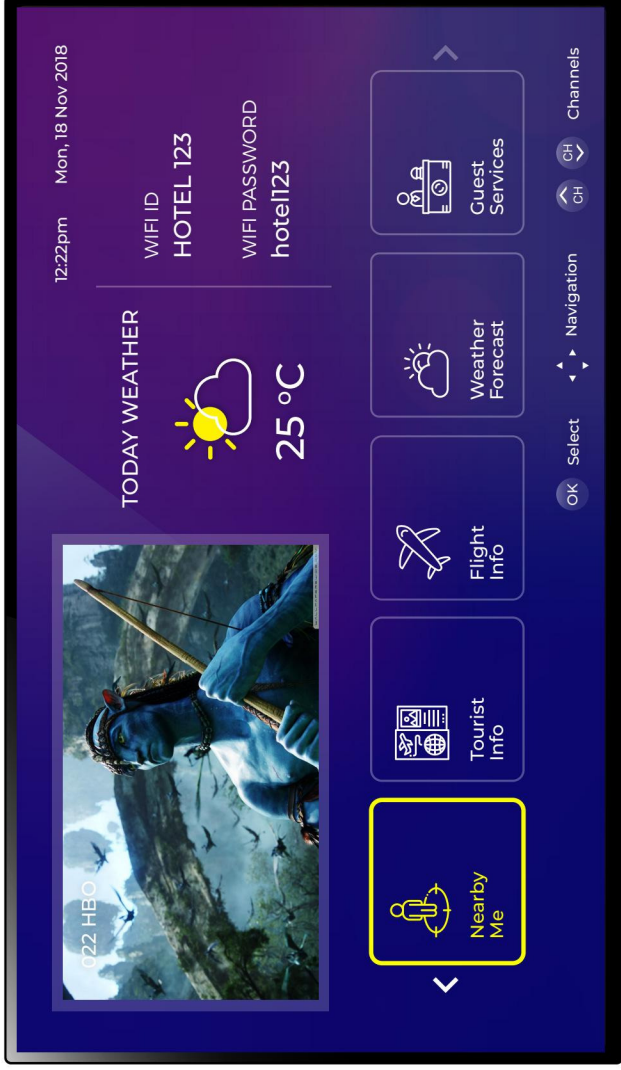 12:22pm Mon, 18 Nov 2018
022 HBO
TODAY WEATHER
25 °C
WIFI ID
HOTEL 123
WIFI PASSWORD
hotel123
Nearby
Me
Tourist
Info
Flight
Info
Weather
Forecast
Guest
Services
OK Select
Navigation
CH CH Channels